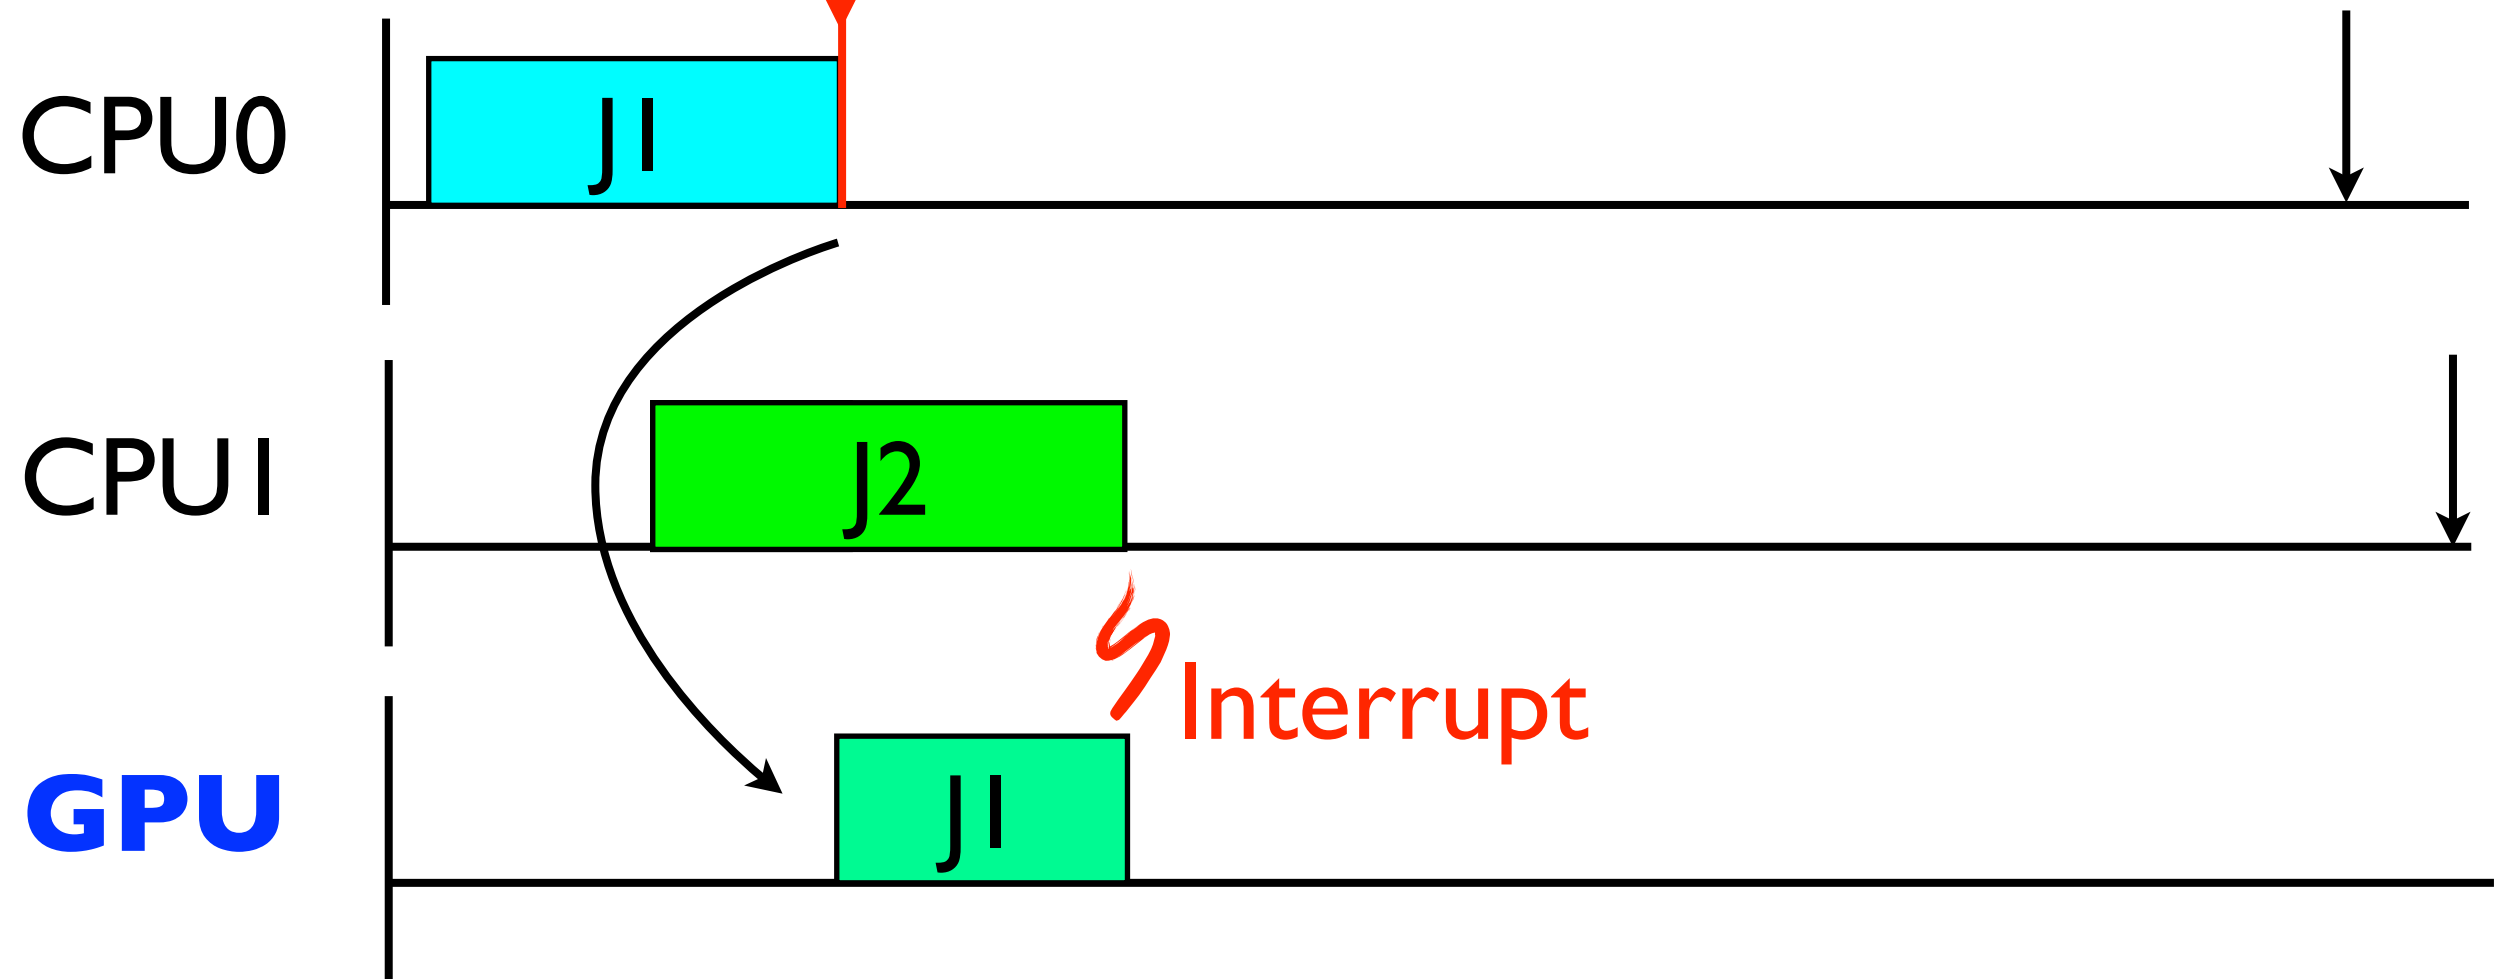 CPU0
J1
CPU1
J2
Interrupt
GPU
J1